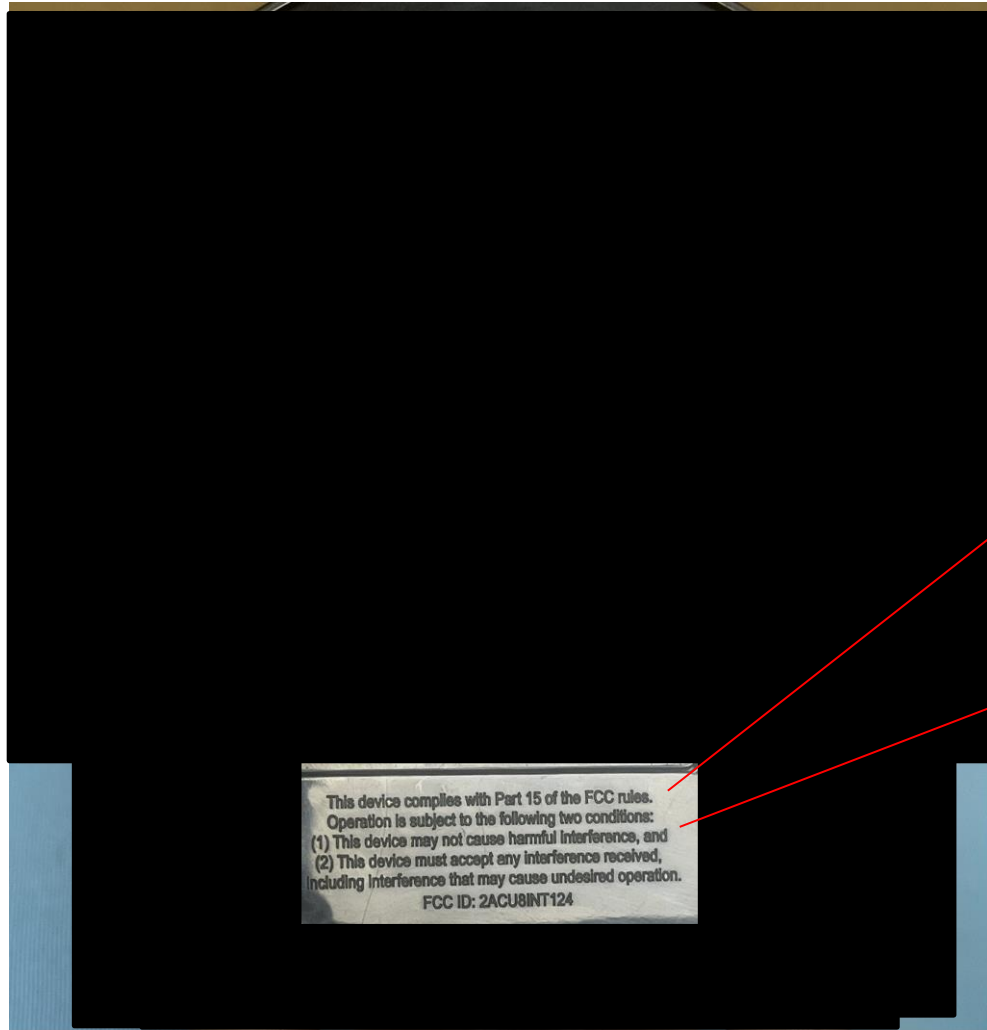 This device complies with Part 15 of the FCC rules.
Operation is subject to the following two conditions:
(1) This device may not cause harmful interference, and
(2) This device must accept any interference received,
including interference that may cause undesired operation.
FCC ID: 2ACU8INT124